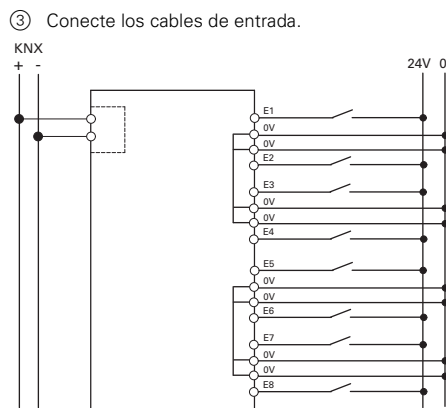 ③ Conecte los cables de entrada.
KNX
+ -
24V 0
E1
0V
0V
E2
E3
0V
0V
E4
E5
0V
0V
E6
E7
0V
0V
E8